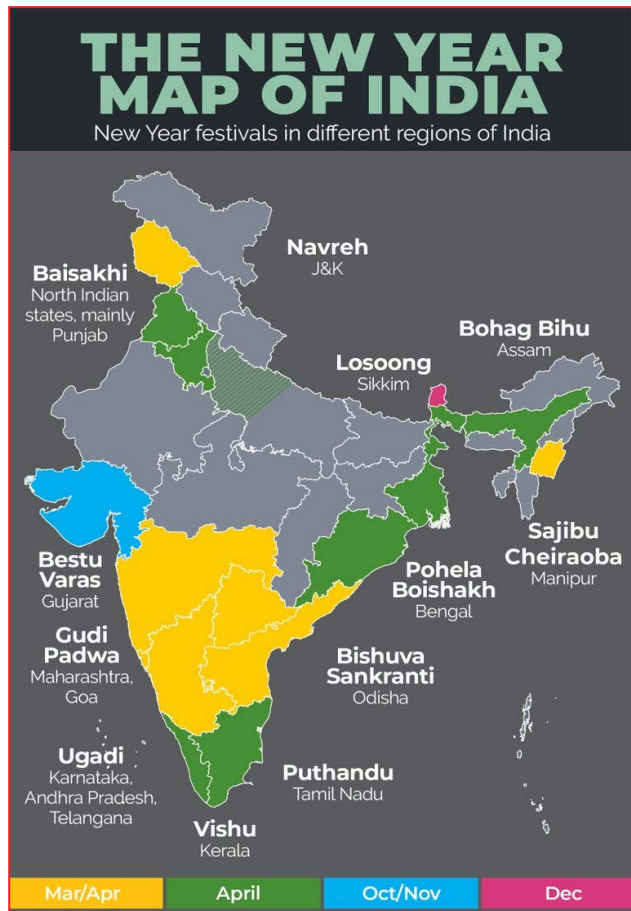 THE NEW YEAR
MAP OF INDIA
New Year festivals in different regions of India
Navreh
J&K
Baisakhi
North Indian
states, mainly
Punjab
Bohag Bihu
Assam
Losoong
Sikkim
Sajibu
Cheiraoba
Manipur
Bestu
Varas
Gujarat
Pohela
Boishakh
Bengal
Gudi
Padwa
Maharashtra,
Goa
Bishuva
Sankranti
Odisha
Ugadi
Karnataka,
Andhra Pradesh,
Telangana
Puthandu
Tamil Nadu
Vishu
Kerala
Mar/Apr
April
Oct/Nov
Dec